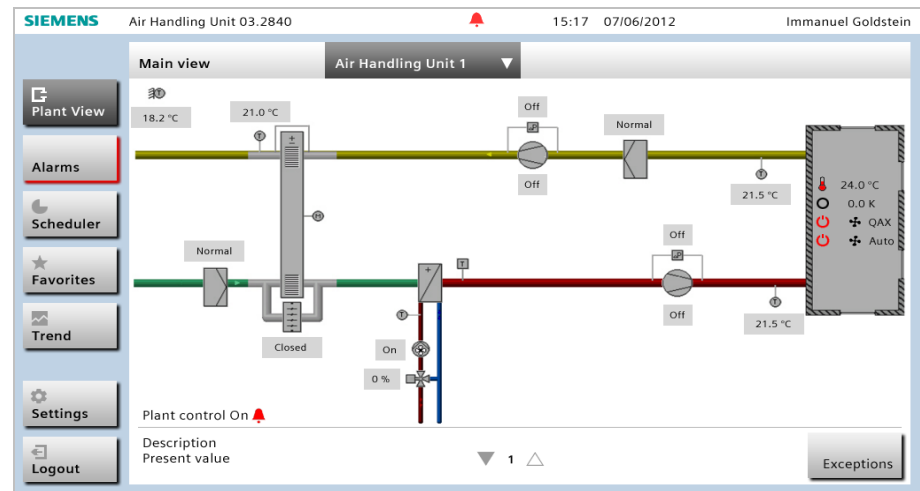 SIEMENS Air Handling Unit 03.2840 15:17 07/06/2012 Immanuel Goldstein
Main view Air Handling Unit 1
Plant View
Alarms
Scheduler
Favorites
Trend
Settings
Logout
18.2 °C
21.0 °C
T
Off
Normal
Off
T
21.5 °C
24.0 °C
0.0 K
QAX
Auto
M
Normal
T
Off
Off
T
21.5 °C
Closed
T
On
0 %
Plant control On
Description
Present value
1
Exceptions